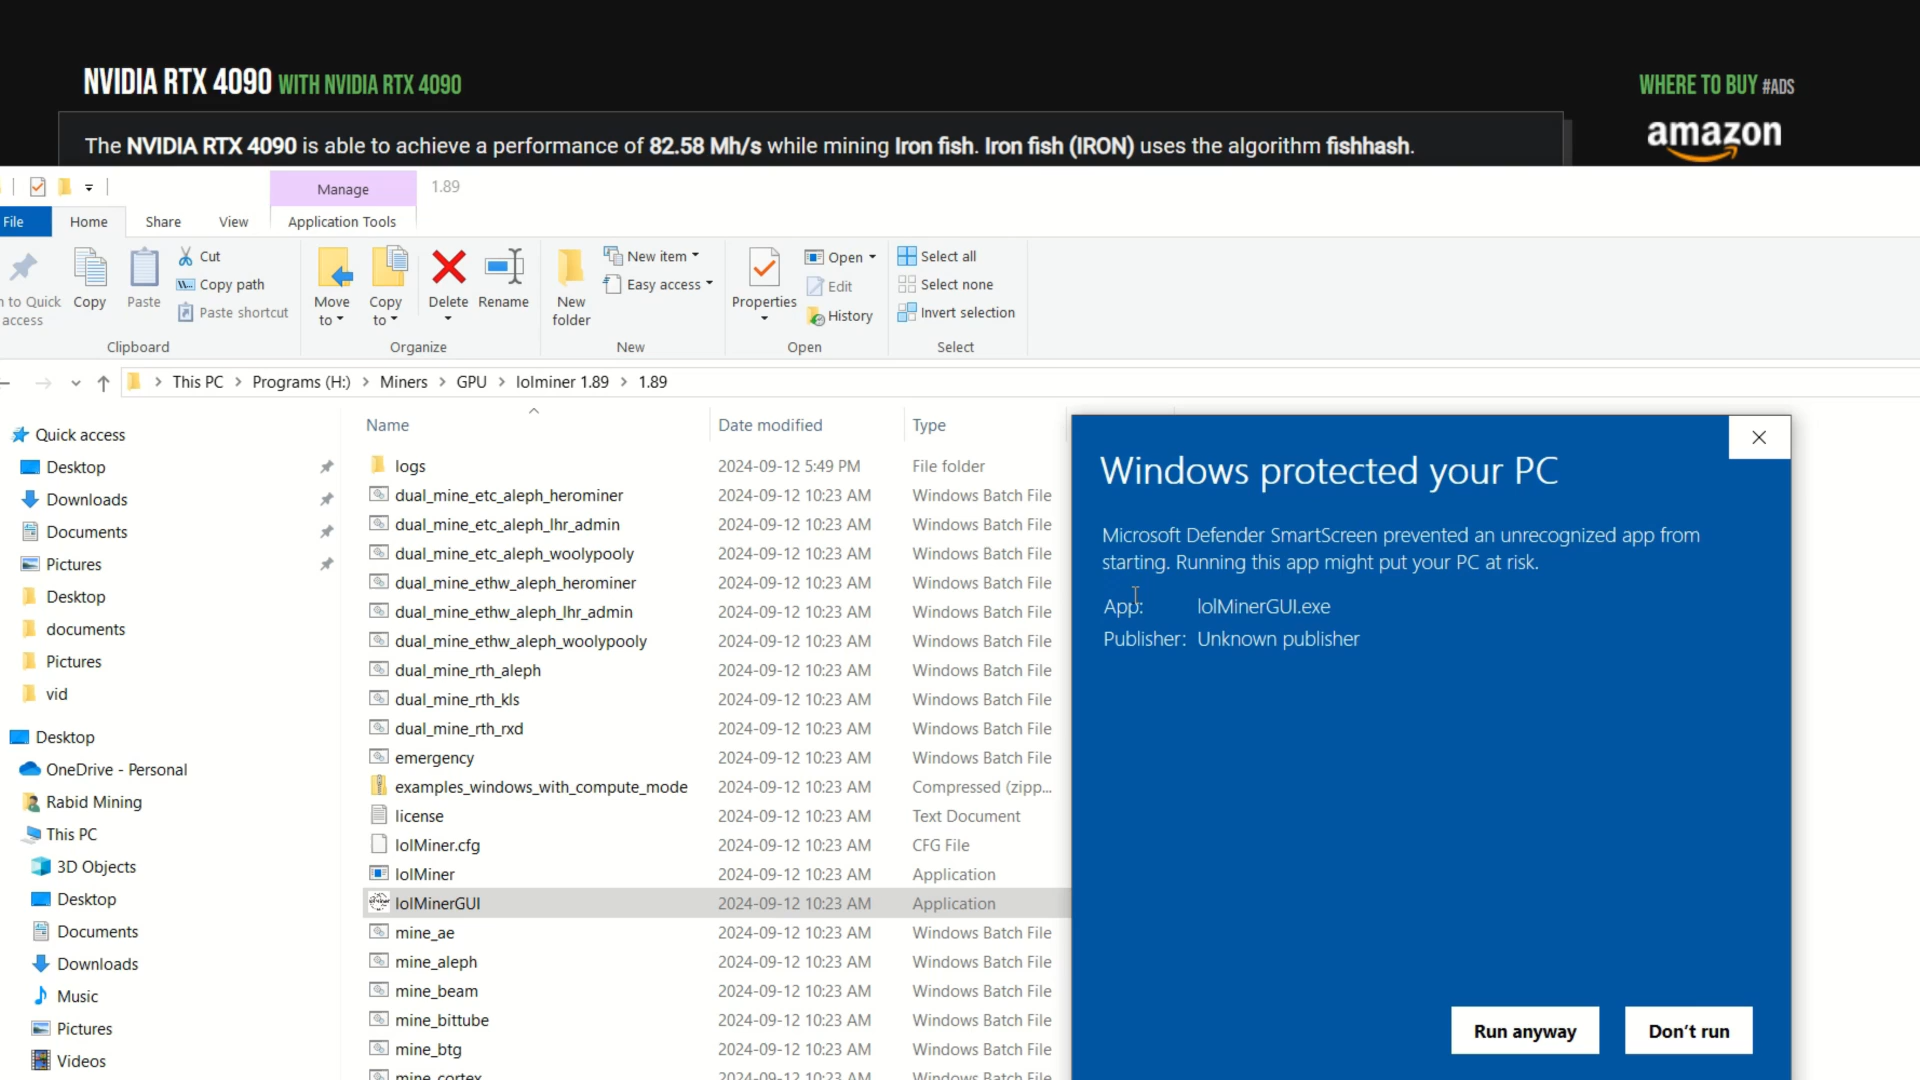 NVIDIA RTX 4090 WITH NVIDIA RTX 4090
WHERE TO BUY #ADS
The NVIDIA RTX 4090 is able to achieve a performance of 82.58 Mh/s while mining Iron fish. Iron fish (IRON) uses the algorithm fishhash.
amazon
Manage
1.89
File
Home
Share
View
Application Tools
to Quick
access
Copy
Paste
Cut
Copy path
Paste shortcut
Clipboard
Move
to
Copy
to
Delete
Rename
Organize
New
folder
New item
Easy access
New
Properties
Open
Edit
History
Open
Select all
Select none
Invert selection
Select
This PC > Programs (H:) > Miners > GPU > lolminer 1.89 > 1.89
Quick access
Desktop
Downloads
Documents
Pictures
Desktop
documents
Pictures
vid
Desktop
OneDrive - Personal
Rabid Mining
This PC
3D Objects
Desktop
Documents
Downloads
Music
Pictures
Videos
Name Date modified Type
logs 2024-09-12 5:49 PM File folder
dual_mine_etc_aleph_herominer 2024-09-12 10:23 AM Windows Batch File
dual_mine_etc_aleph_lhr_admin 2024-09-12 10:23 AM Windows Batch File
dual_mine_etc_aleph_woolypooly 2024-09-12 10:23 AM Windows Batch File
dual_mine_ethw_aleph_herominer 2024-09-12 10:23 AM Windows Batch File
dual_mine_ethw_aleph_lhr_admin 2024-09-12 10:23 AM Windows Batch File
dual_mine_ethw_aleph_woolypooly 2024-09-12 10:23 AM Windows Batch File
dual_mine_rth_aleph 2024-09-12 10:23 AM Windows Batch File
dual_mine_rth_kls 2024-09-12 10:23 AM Windows Batch File
dual_mine_rth_rxd 2024-09-12 10:23 AM Windows Batch File
emergency 2024-09-12 10:23 AM Windows Batch File
examples_windows_with_compute_mode 2024-09-12 10:23 AM Compressed (zipp...
license 2024-09-12 10:23 AM Text Document
lolMiner.cfg 2024-09-12 10:23 AM CFG File
lolMiner 2024-09-12 10:23 AM Application
lolMinerGUI 2024-09-12 10:23 AM Application
mine_ae 2024-09-12 10:23 AM Windows Batch File
mine_aleph 2024-09-12 10:23 AM Windows Batch File
mine_beam 2024-09-12 10:23 AM Windows Batch File
mine_bittube 2024-09-12 10:23 AM Windows Batch File
mine_btg 2024-09-12 10:23 AM Windows Batch File
mine_cortex 2024-09-12 10:23 AM Windows Batch File
Windows protected your PC
Microsoft Defender SmartScreen prevented an unrecognized app from
starting. Running this app might put your PC at risk.
App: lolMinerGUI.exe
Publisher: Unknown publisher
Run anyway
Don't run